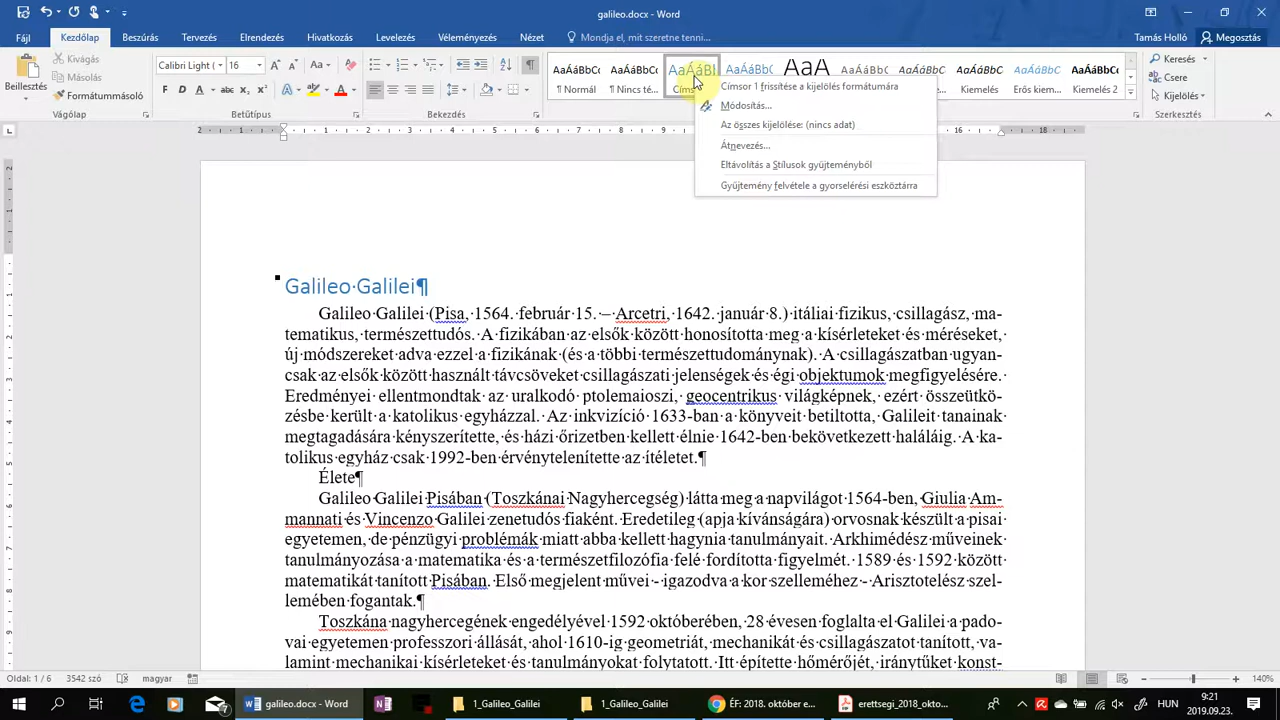 galileo.docx - Word
Tamás Holló
Fájl Kezdőlap Beszúrás Tervezés Elrendezés Hivatkozás Levelezés Véleményezés Nézet Mondja el, mit szeretne tenni... Megosztás
Beillesztés
Kivágás
Másolás
Formátummásoló
Vágólap
Calibri Light ( 16
F D A abc x₂ x²
Betűtípus
Bekezdés
AaÁáBbCc AaÁáBbCc AaÁáBl AaÁáBbC AaA AaÁáBbCc AaÁáBbCc AaÁáBbCc AaÁáBbCc AaÁáBbCc
¶ Normál ¶ Nincs té... Címs Kiemelés... Erős kiem... Kiemelés 2
Keresés
Csere
Kijelölés
Szerkesztés
Címsor 1 frissítése a kijelölés formátumára
Módosítás...
Az összes kijelölése: (nincs adat)
Átnevezés...
Eltávolítás a Stílusok gyűjteményből
Gyűjtemény felvétele a gyorselérési eszköztárra
Galileo·Galilei¶
Galileo·Galilei·(Pisa,·1564.·február·15.·–·Arcetri,·1642.·január·8.)·itáliai·fizikus,·csillagász,·ma-
tematikus,·természettudós.·A·fizikában·az·elsők·között·honosította·meg·a·kísérleteket·és·méréseket,·
új·módszereket·adva·ezzel·a·fizikának·(és·a·többi·természettudománynak).·A·csillagászatban·ugyan-
csak·az·elsők·között·használt·távcsöveket·csillagászati·jelenségek·és·égi·objektumok·megfigyelésére.·
Eredményei·ellentmondtak·az·uralkodó·ptolemaioszi,·geocentrikus·világképnek,·ezért·összeütkö-
zésbe·került·a·katolikus·egyházzal.·Az·inkvizíció·1633-ban·a·könyveit·betiltotta,·Galileit·tanainak·
megtagadására·kényszerítette,·és·házi·őrizetben·kellett·élnie·1642-ben·bekövetkezett·haláláig.·A·ka-
tolikus·egyház·csak·1992-ben·érvénytelenítette·az·ítéletet.¶
Élete¶
Galileo·Galilei·Pisában·(Toszkánai·Nagyhercegség)·látta·meg·a·napvilágot·1564-ben,·Giulia·Am-
mannati·és·Vincenzo·Galilei·zenetudós·fiaként.·Eredetileg·(apja·kívánságára)·orvosnak·készült·a·pisai·
egyetemen,·de·pénzügyi·problémák·miatt·abba·kellett·hagynia·tanulmányait.·Arkhimédész·műveinek·
tanulmányozása·a·matematika·és·a·természetfilozófia·felé·fordította·figyelmét.·1589·és·1592·között·
matematikát·tanított·Pisában.·Első·megjelent·művei·-·igazodva·a·kor·szelleméhez·-·Arisztotelész·szel-
lemében·fogantak.¶
Toszkána·nagyhercegének·engedélyével·1592·októberében,·28·évesen·foglalta·el·Galilei·a·pado-
vai·egyetemen·professzori·állását,·ahol·1610-ig·geometriát,·mechanikát·és·csillagászatot·tanított,·va-
lamint·mechanikai·kísérleteket·és·tanulmányokat·folytatott.·Itt·építette·hőmérőjét,·iránytűket·konst-
Oldal: 1 / 6 3542 szó magyar 140%
galileo.docx - Word 1_Galileo_Galilei 1_Galileo_Galilei ÉF: 2018. október e... erettsegi_2018_okto... HUN 9:21
2019.09.23.